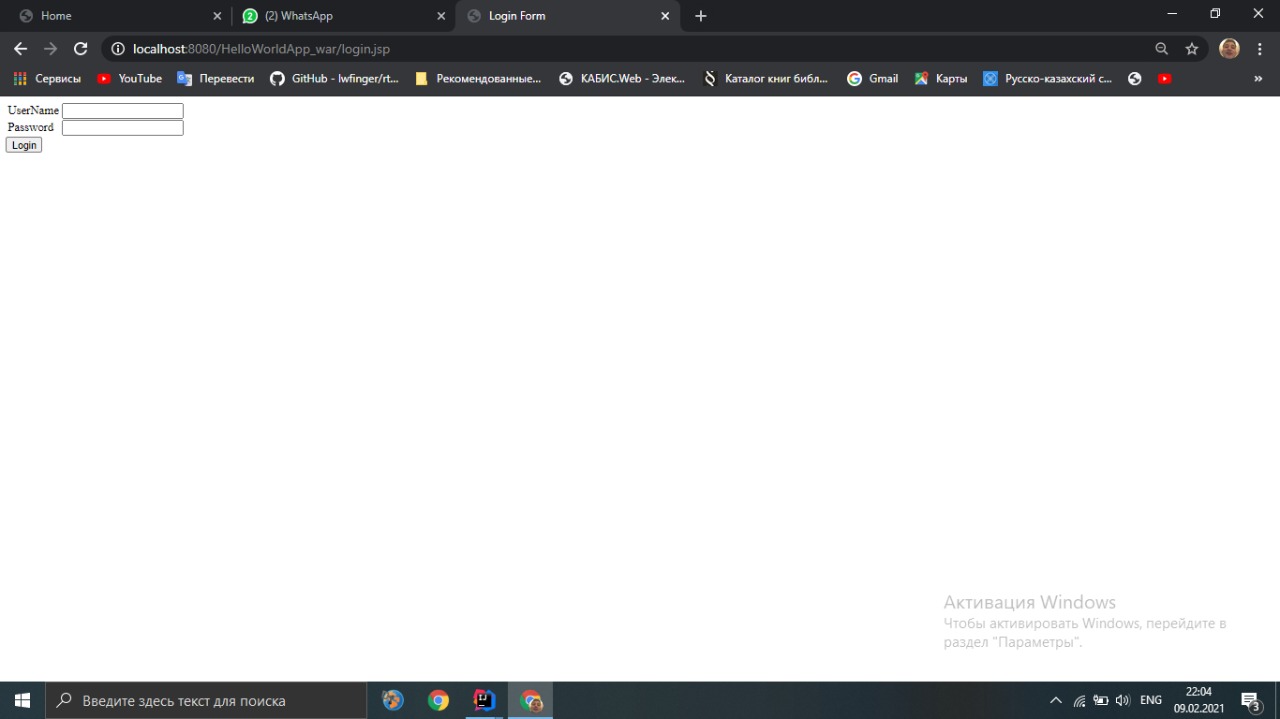 Home
(2) WhatsApp
Login Form
localhost:8080/HelloWorldApp_war/login.jsp
Сервисы YouTube Перевести GitHub - lwfinger/rt... Рекомендованные... КАБИС.Web - Элек... Каталог книг библ... Gmail Карты Русско-казахский с...
UserName
Password
Login
Активация Windows
Чтобы активировать Windows, перейдите в
раздел "Параметры".
Введите здесь текст для поиска
ENG
22:04
09.02.2021
3